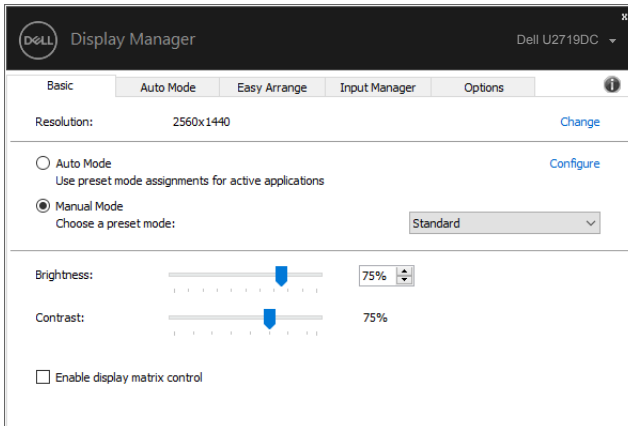 x
DELL Display Manager Dell U2719DC
Basic Auto Mode Easy Arrange Input Manager Options i
Resolution: 2560x1440 Change
Auto Mode Configure
Use preset mode assignments for active applications
Manual Mode
Choose a preset mode: Standard
Brightness: 75%
Contrast: 75%
Enable display matrix control